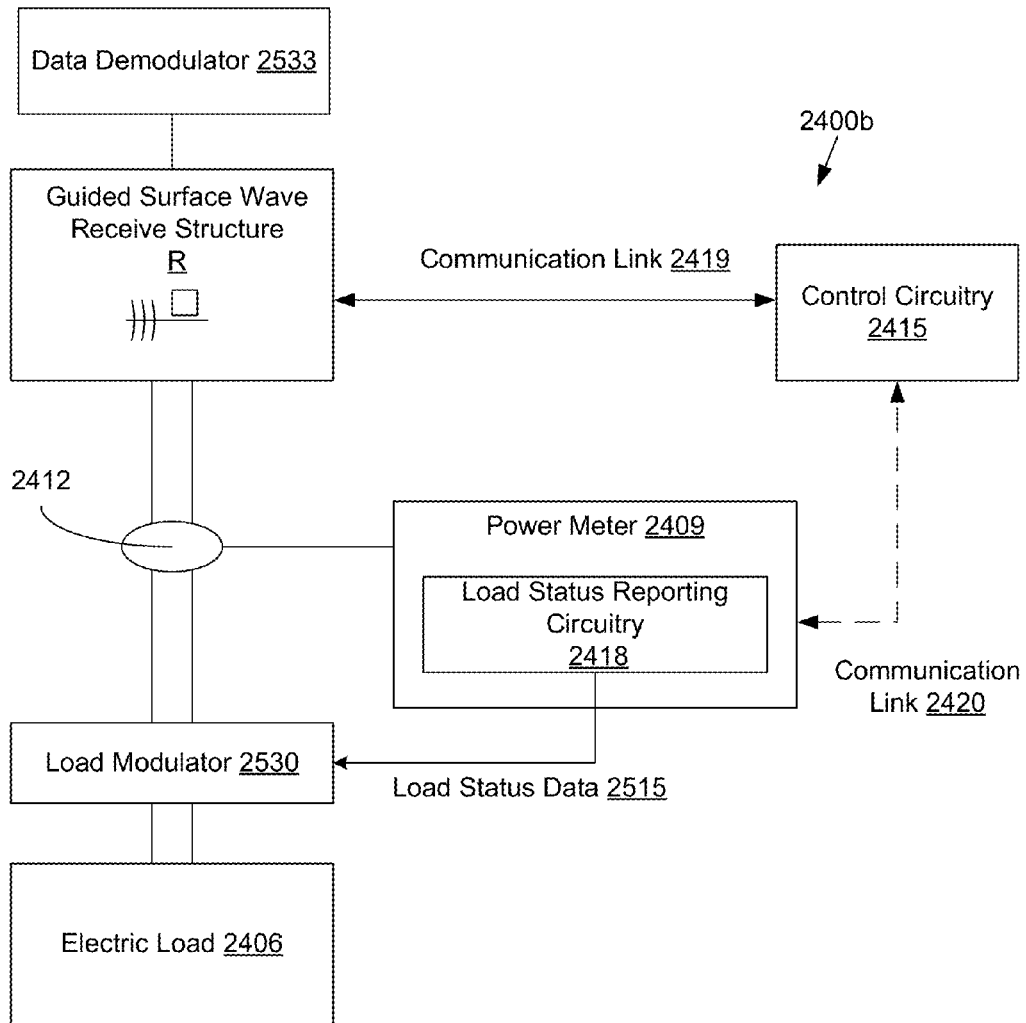 Data Demodulator 2533
2400b
Guided Surface Wave
Receive Structure
R
Communication Link 2419
Control Circuitry
2415
2412
Power Meter 2409
Load Status Reporting
Circuitry
2418
Communication
Link 2420
Load Modulator 2530
Load Status Data 2515
Electric Load 2406